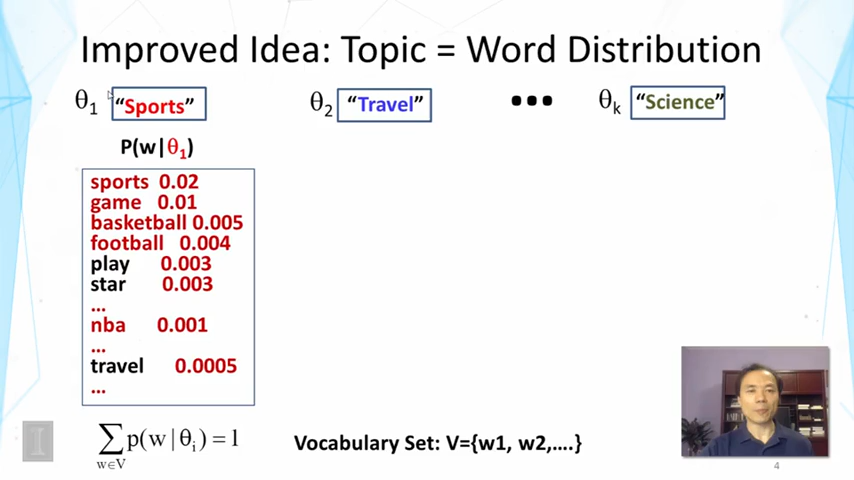 Improved Idea: Topic = Word Distribution
θ1 “Sports” θ2 “Travel” ••• θk “Science”
P(w|θ1)
sports 0.02
game 0.01
basketball 0.005
football 0.004
play 0.003
star 0.003
...
nba 0.001
...
travel 0.0005
...
∑w∈V p(w|θi) = 1
Vocabulary Set: V={w1, w2,….}
I
4